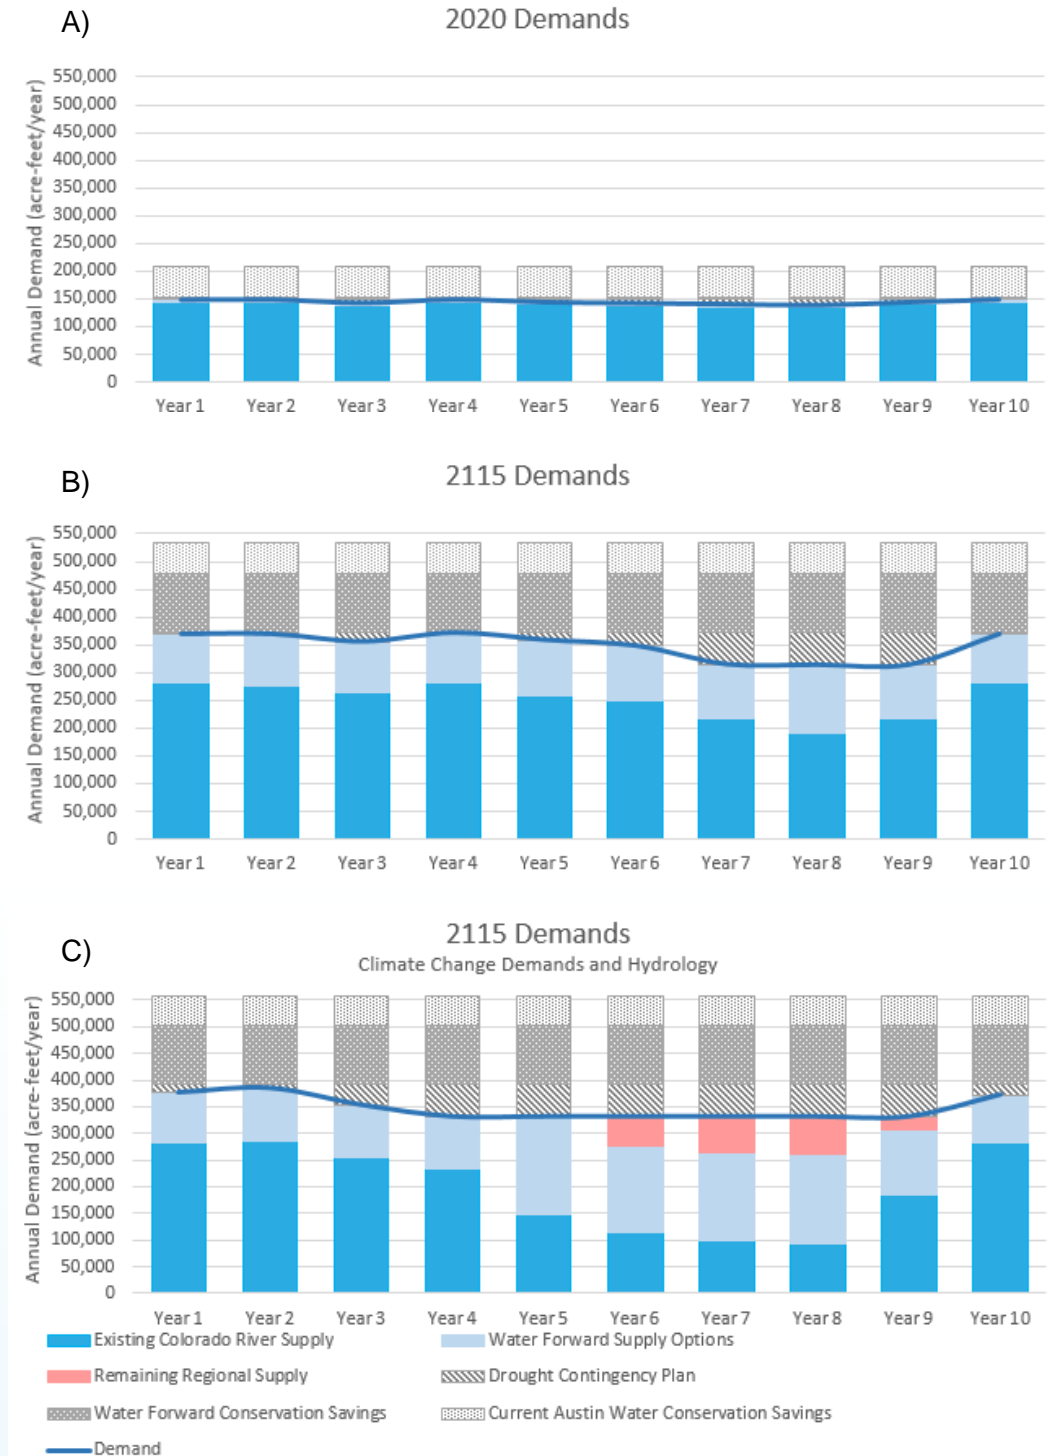 A)
2020 Demands
Annual Demand (acre-feet/year)
550,000
500,000
450,000
400,000
350,000
300,000
250,000
200,000
150,000
100,000
50,000
0
Year 1 Year 2 Year 3 Year 4 Year 5 Year 6 Year 7 Year 8 Year 9 Year 10
B)
2115 Demands
Annual Demand (acre-feet/year)
550,000
500,000
450,000
400,000
350,000
300,000
250,000
200,000
150,000
100,000
50,000
0
Year 1 Year 2 Year 3 Year 4 Year 5 Year 6 Year 7 Year 8 Year 9 Year 10
C)
2115 Demands
Climate Change Demands and Hydrology
Annual Demand (acre-feet/year)
550,000
500,000
450,000
400,000
350,000
300,000
250,000
200,000
150,000
100,000
50,000
0
Year 1 Year 2 Year 3 Year 4 Year 5 Year 6 Year 7 Year 8 Year 9 Year 10
Existing Colorado River Supply Water Forward Supply Options
Remaining Regional Supply Drought Contingency Plan
Water Forward Conservation Savings Current Austin Water Conservation Savings
Demand